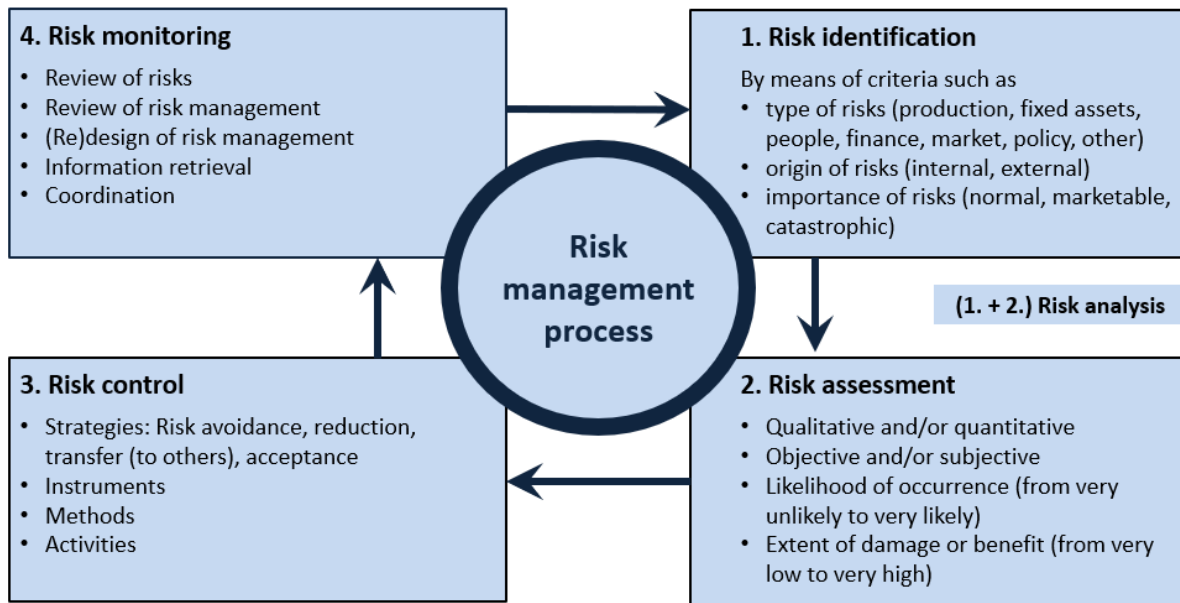 4. Risk monitoring
• Review of risks
• Review of risk management
• (Re)design of risk management
• Information retrieval
• Coordination
1. Risk identification
By means of criteria such as
• type of risks (production, fixed assets,
people, finance, market, policy, other)
• origin of risks (internal, external)
• importance of risks (normal, marketable,
catastrophic)
Risk
management
process
(1. + 2.) Risk analysis
3. Risk control
• Strategies: Risk avoidance, reduction,
transfer (to others), acceptance
• Instruments
• Methods
• Activities
2. Risk assessment
• Qualitative and/or quantitative
• Objective and/or subjective
• Likelihood of occurrence (from very
unlikely to very likely)
• Extent of damage or benefit (from very
low to very high)